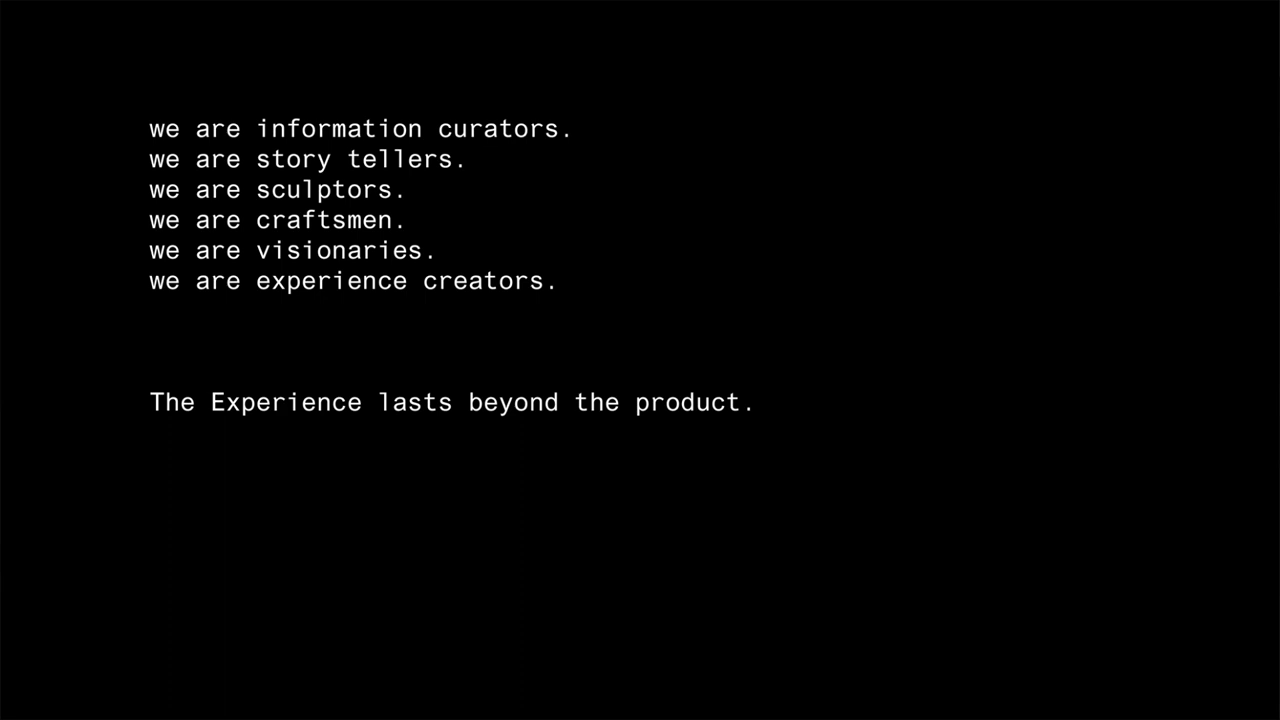 we are information curators.
we are story tellers.
we are sculptors.
we are craftsmen.
we are visionaries.
we are experience creators.
The Experience lasts beyond the product.